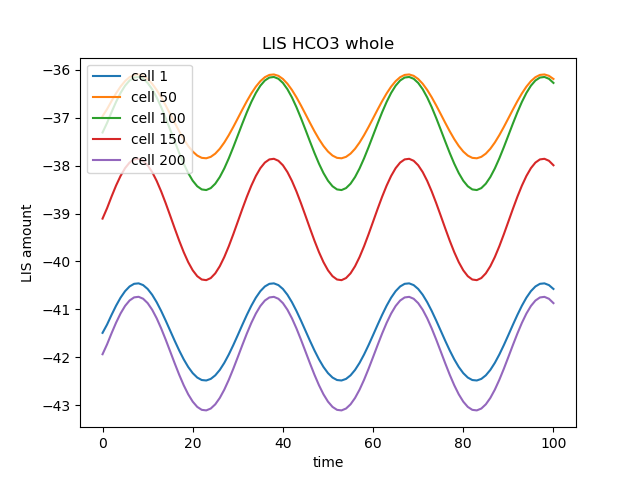 LIS HCO3 whole
cell 1
cell 50
cell 100
cell 150
cell 200
−36
−37
−38
−39
−40
−41
−42
−43
LIS amount
0 20 40 60 80 100
time